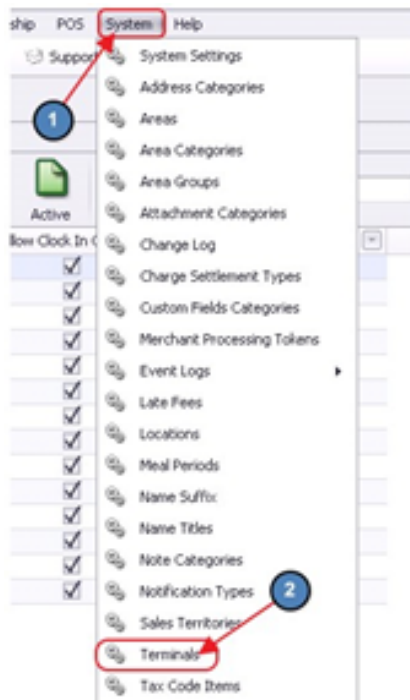 ship POS System Help
Support
System Settings
Address Categories
1
Areas
Area Categories
Area Groups
Active
Attachment Categories
llow Clock In
Change Log
Charge Settlement Types
Custom Fields Categories
Merchant Processing Tokens
Event Logs
Late Fees
Locations
Meal Periods
Name Suffix
Name Titles
Note Categories
Notification Types
2
Sales Territories
Terminals
Tax Code Items